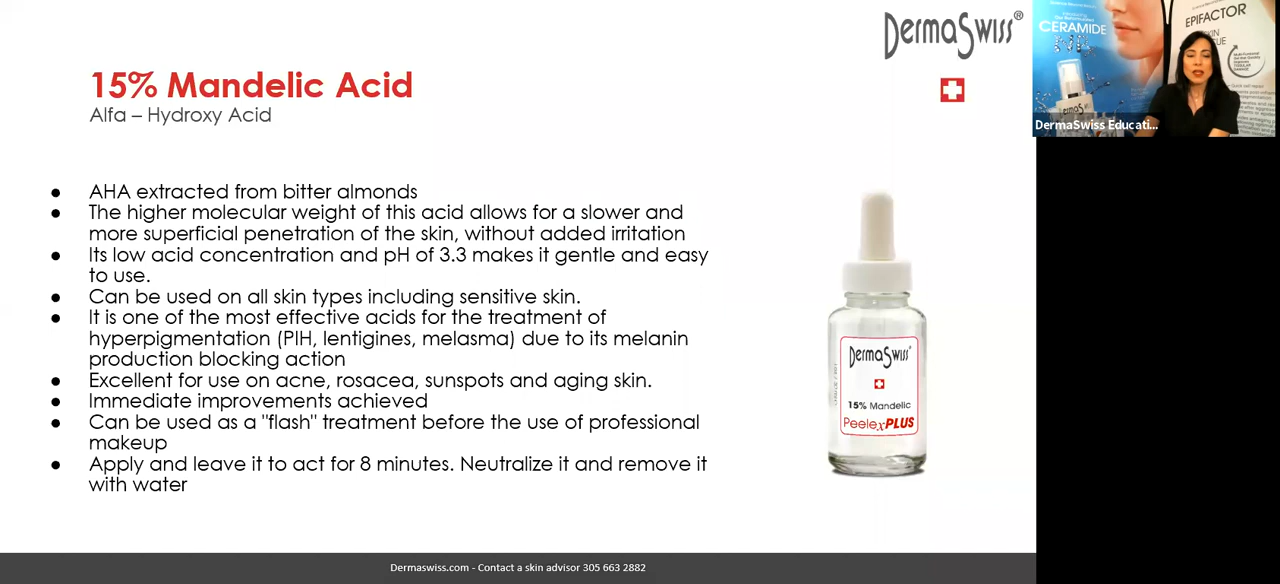 DermaSwiss®
15% Mandelic Acid
Alfa – Hydroxy Acid
● AHA extracted from bitter almonds
● The higher molecular weight of this acid allows for a slower and
more superficial penetration of the skin, without added irritation
● Its low acid concentration and pH of 3.3 makes it gentle and easy
to use.
● Can be used on all skin types including sensitive skin.
● It is one of the most effective acids for the treatment of
hyperpigmentation (PIH, lentigines, melasma) due to its melanin
production blocking action
● Excellent for use on acne, rosacea, sunspots and aging skin.
● Immediate improvements achieved
● Can be used as a "flash" treatment before the use of professional
makeup
● Apply and leave it to act for 8 minutes. Neutralize it and remove it
with water
DermaSwiss®
15% Mandelic
PeelexPLUS
Dermaswiss.com - Contact a skin advisor 305 663 2882
CERAMIDE
EPIFACTOR
DermaSwiss Educati...